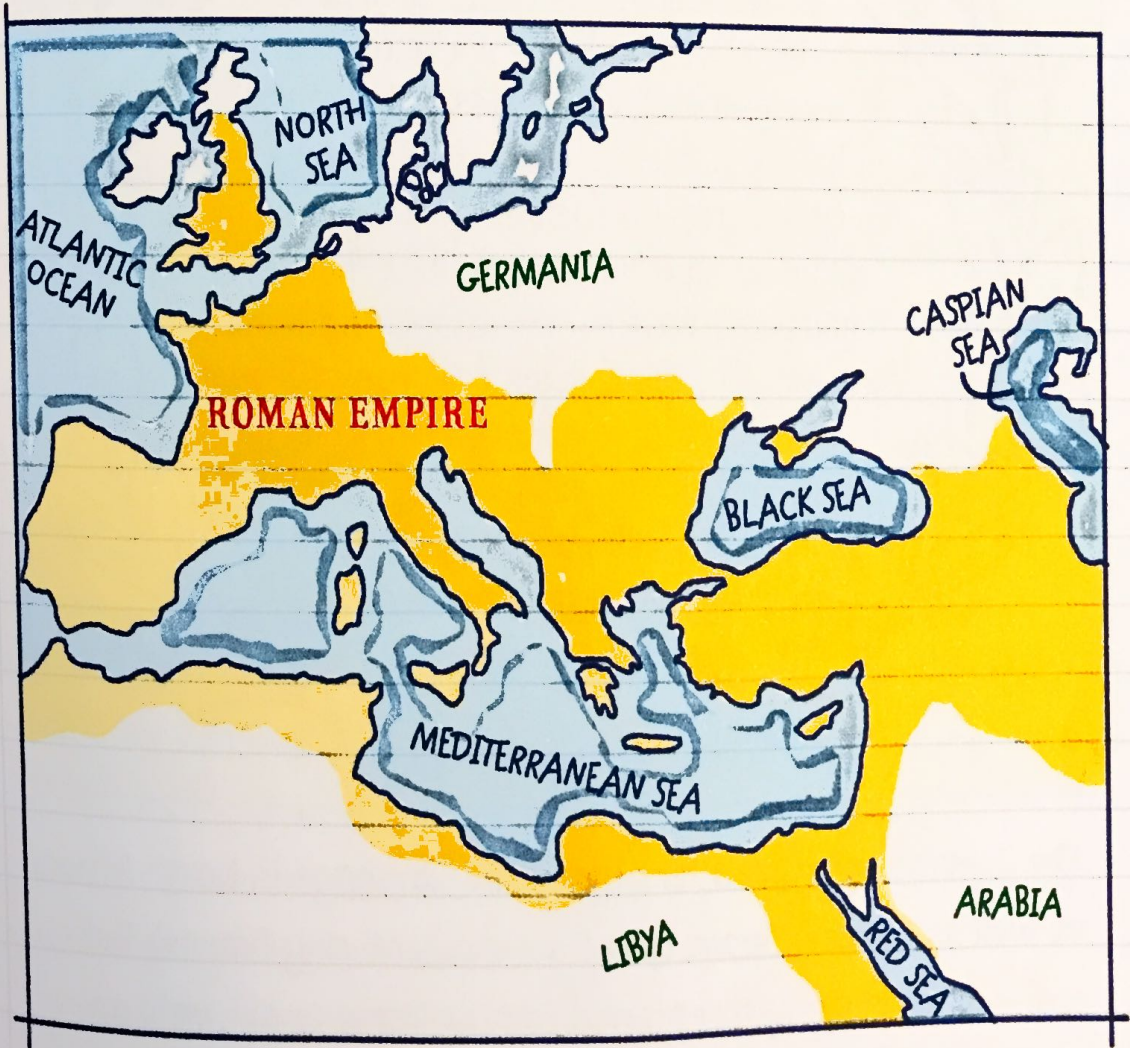 NORTH
SEA
ATLANTIC
OCEAN
GERMANIA
CASPIAN
SEA
ROMAN EMPIRE
BLACK SEA
MEDITERRANEAN SEA
ARABIA
LIBYA
RED SEA